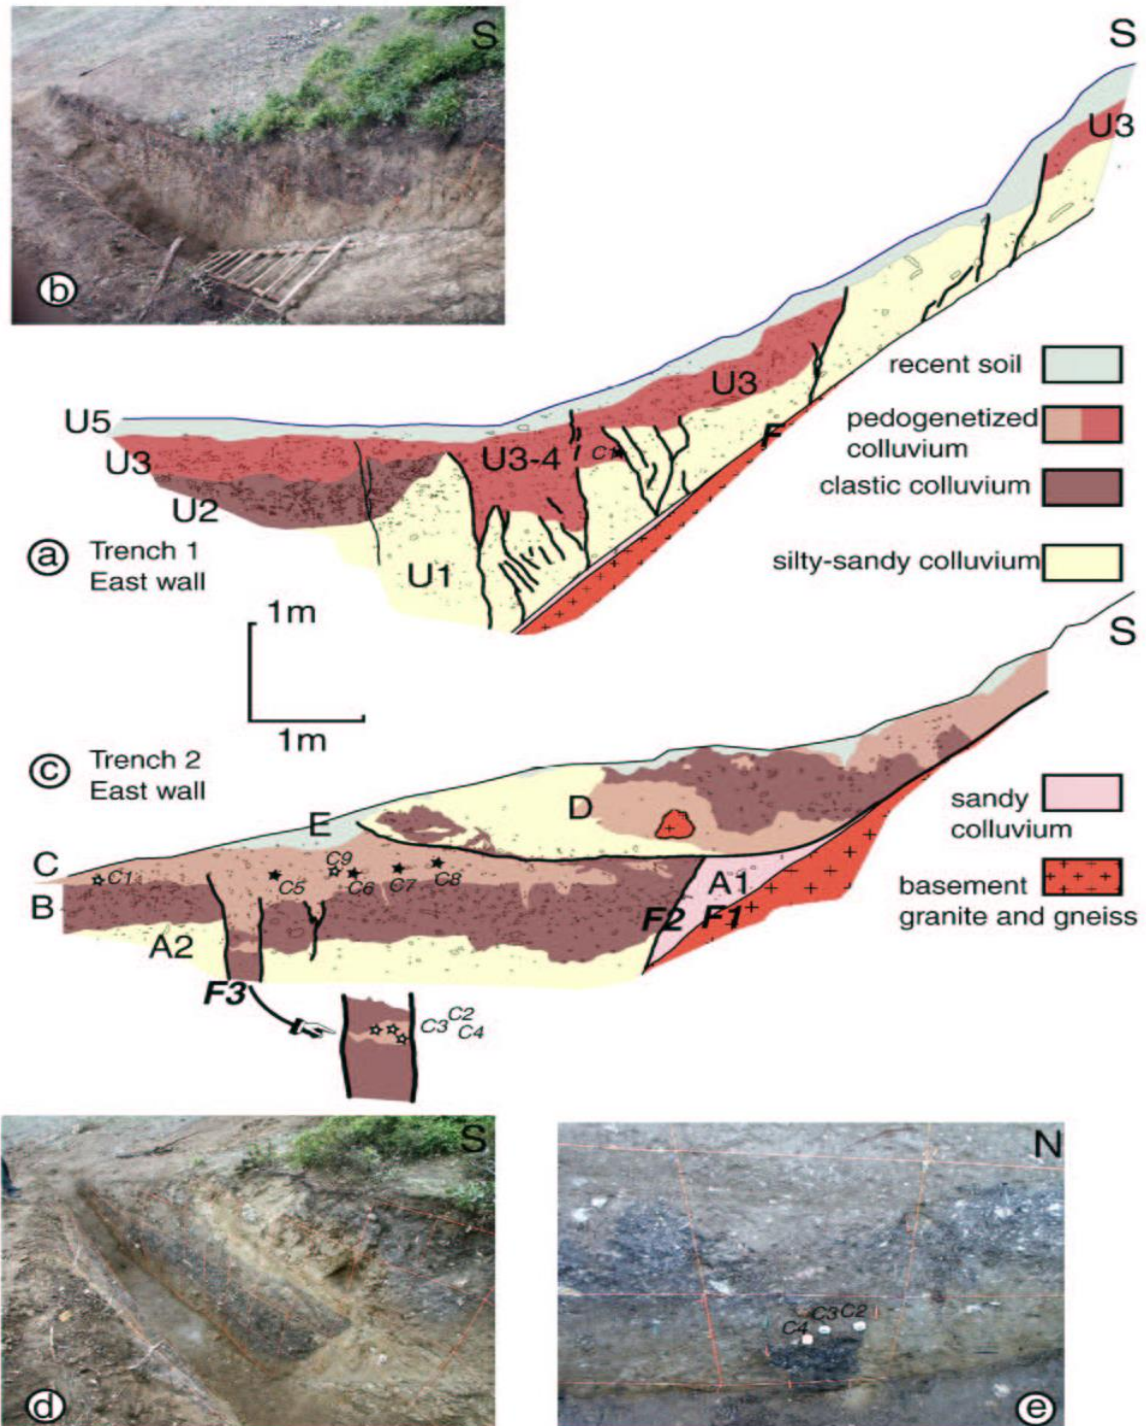 S
b
S
U3
recent soil
pedogenetized
colluvium
clastic colluvium
silty-sandy colluvium
U5
U3
U2
U3-4
C1
U3
F
U1
a
Trench 1
East wall
1m
1m
S
c
Trench 2
East wall
sandy
colluvium
basement
granite and gneiss
E
D
C
C1
C5
C9
C6
C7
C8
B
A1
A2
F2
F1
F3
C3
C2
C4
S
d
N
C4
C3
C2
e